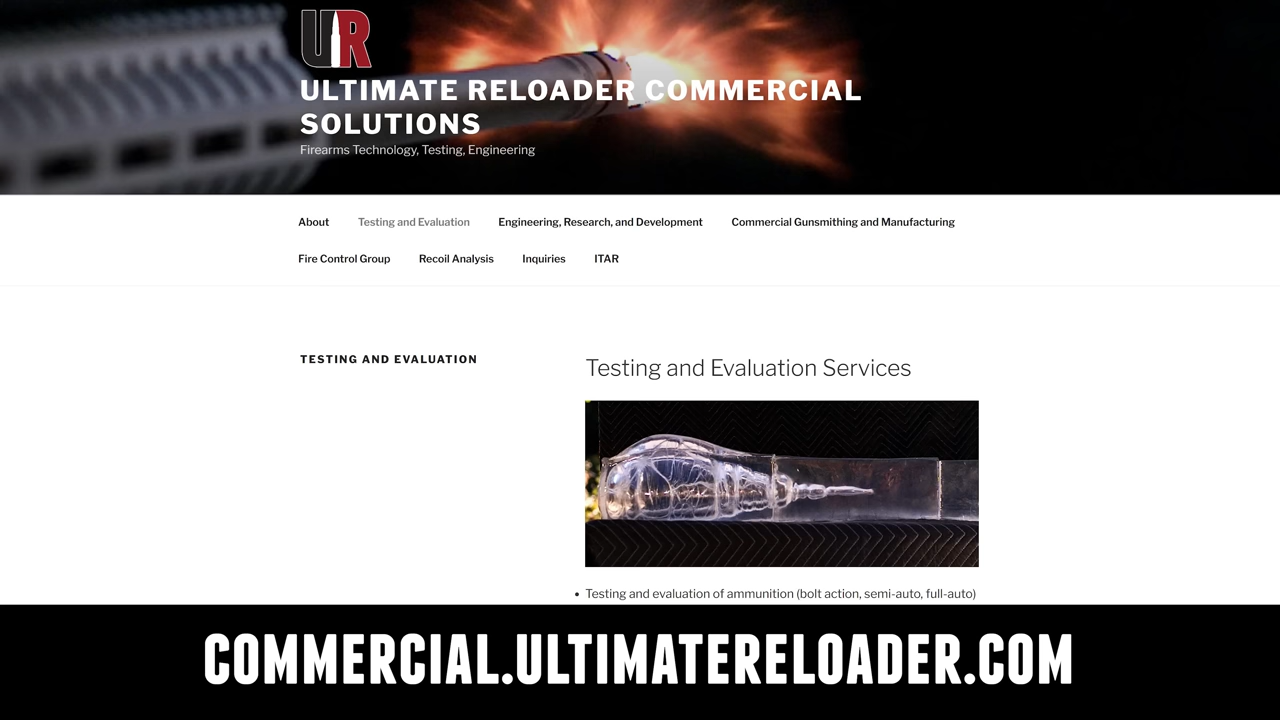 UR
ULTIMATE RELOADER COMMERCIAL
SOLUTIONS
Firearms Technology, Testing, Engineering
About Testing and Evaluation Engineering, Research, and Development Commercial Gunsmithing and Manufacturing
Fire Control Group Recoil Analysis Inquiries ITAR
TESTING AND EVALUATION
Testing and Evaluation Services
• Testing and evaluation of ammunition (bolt action, semi-auto, full-auto)
COMMERCIAL.ULTIMATERELOADER.COM